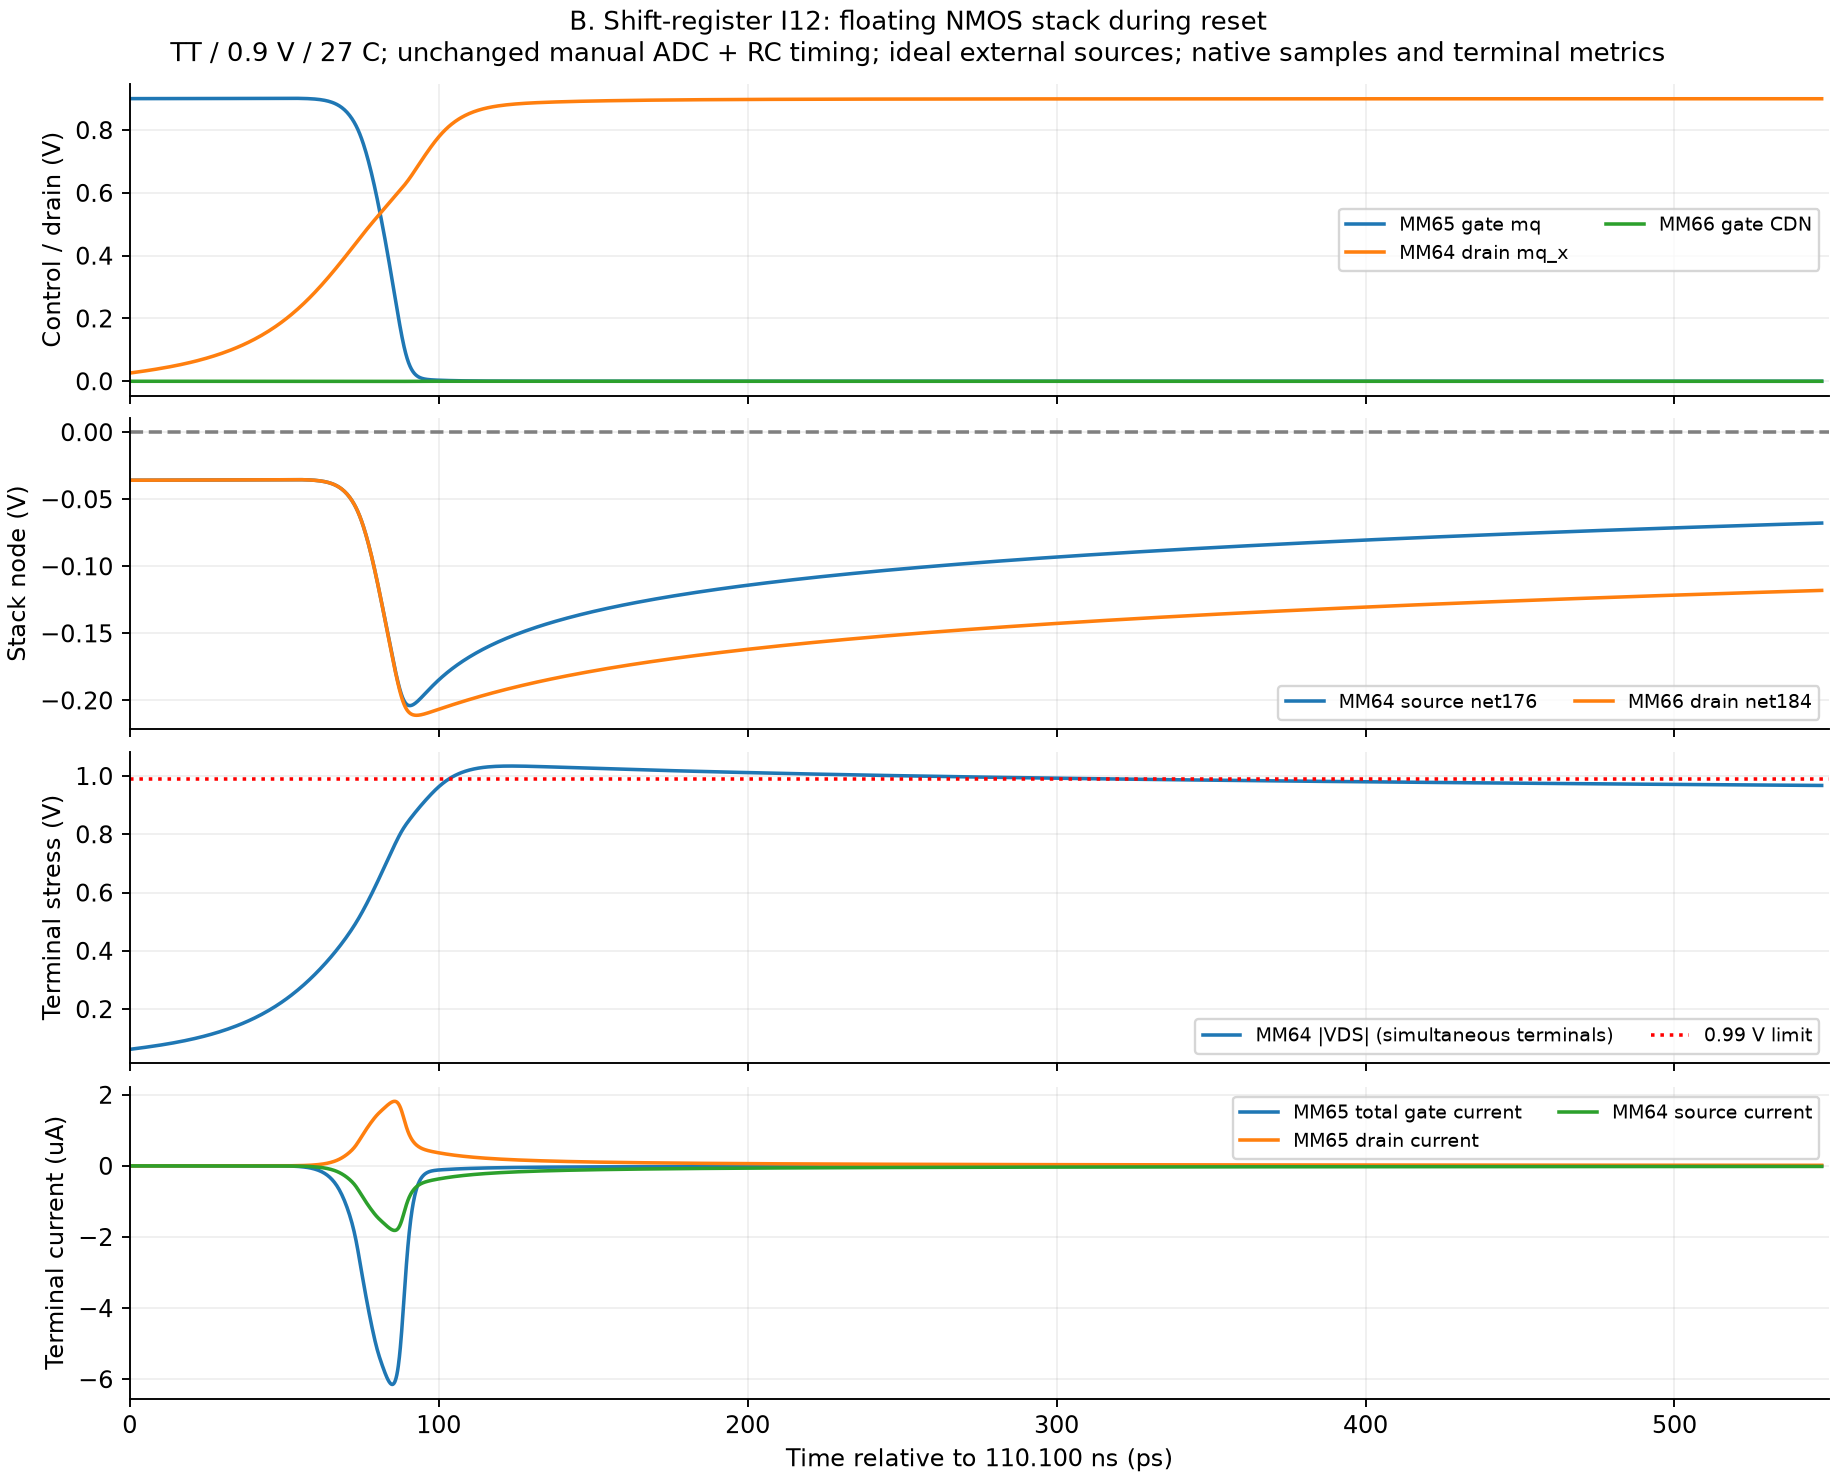 B. Shift-register I12: floating NMOS stack during reset
TT / 0.9 V / 27 C; unchanged manual ADC + RC timing; ideal external sources; native samples and terminal metrics
Control / drain (V)
0.8
0.6
0.4
0.2
0.0
MM65 gate mq
MM64 drain mq_x
MM66 gate CDN
Stack node (V)
0.00
−0.05
−0.10
−0.15
−0.20
MM64 source net176
MM66 drain net184
Terminal stress (V)
1.0
0.8
0.6
0.4
0.2
MM64 |VDS| (simultaneous terminals)
0.99 V limit
Terminal current (uA)
2
0
−2
−4
−6
MM65 total gate current
MM65 drain current
MM64 source current
0
100
200
300
400
500
Time relative to 110.100 ns (ps)